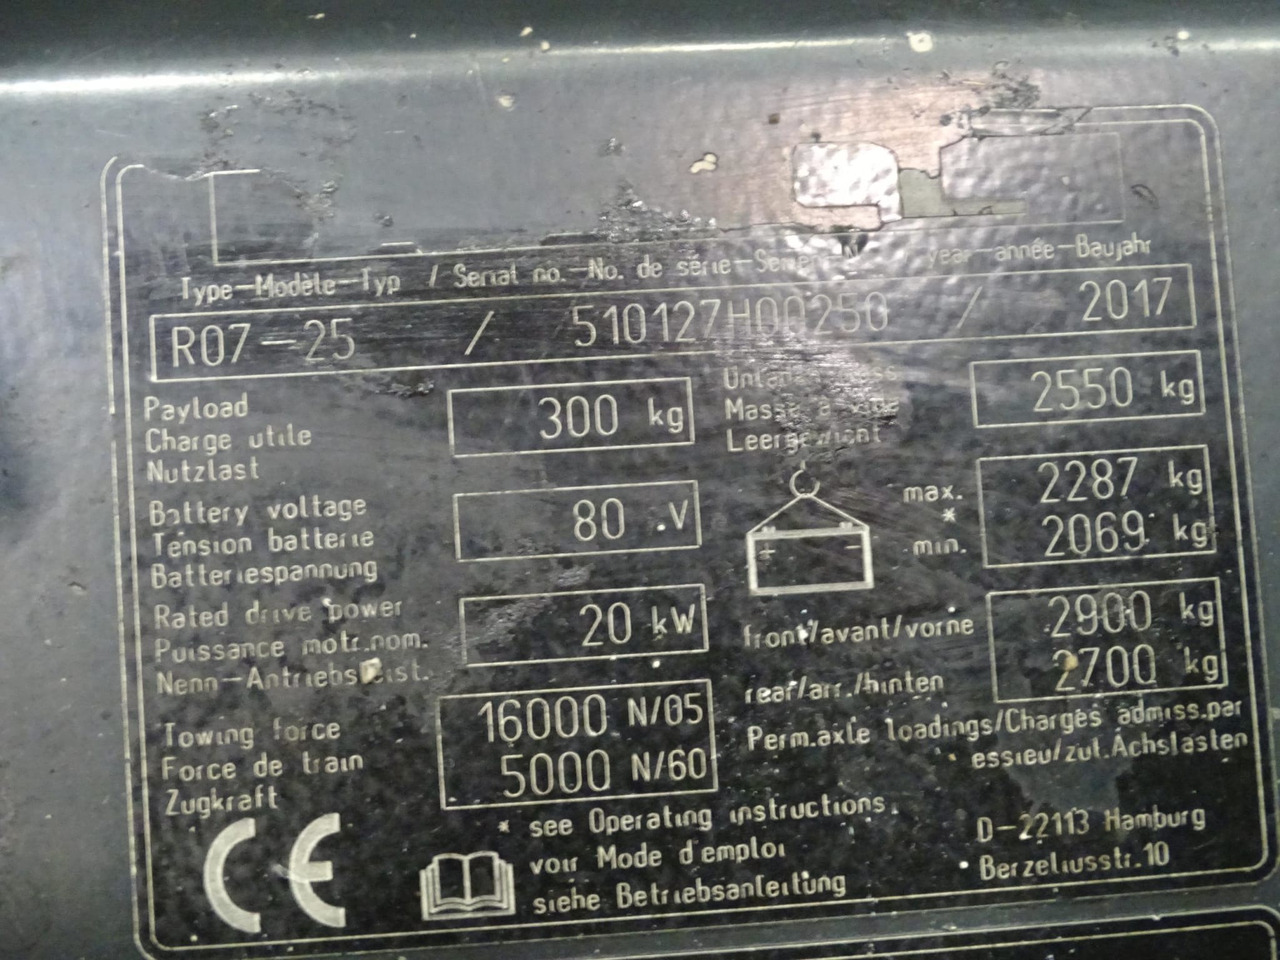 Type-Modèle-Typ / Serial no.-No. de série year-année-Baujahr
R07-25 / 510127H00250 / 2017
Payload
Charge utile
Nutzlast
300 kg
Leergewicht
2550 kg
Battery voltage
Tension batterie
Batteriespannung
80 V
max.
*
min.
2287 kg
2069 kg
+ -
Rated drive power
Puissance motr.nom.
Nenn-Antriebsleist.
20 kW
front/avant/vorne
2900 kg
rear/arr./hinten
2700 kg
Perm.axle loadings/Charges admiss.par
essieu/zul.Achslasten
Towing force
Force de train
Zugkraft
16000 N/05
5000 N/60
CE
* see Operating instructions
voir Mode d'emploi
siehe Betriebsanleitung
D-22113 Hamburg
Berzeliusstr.10